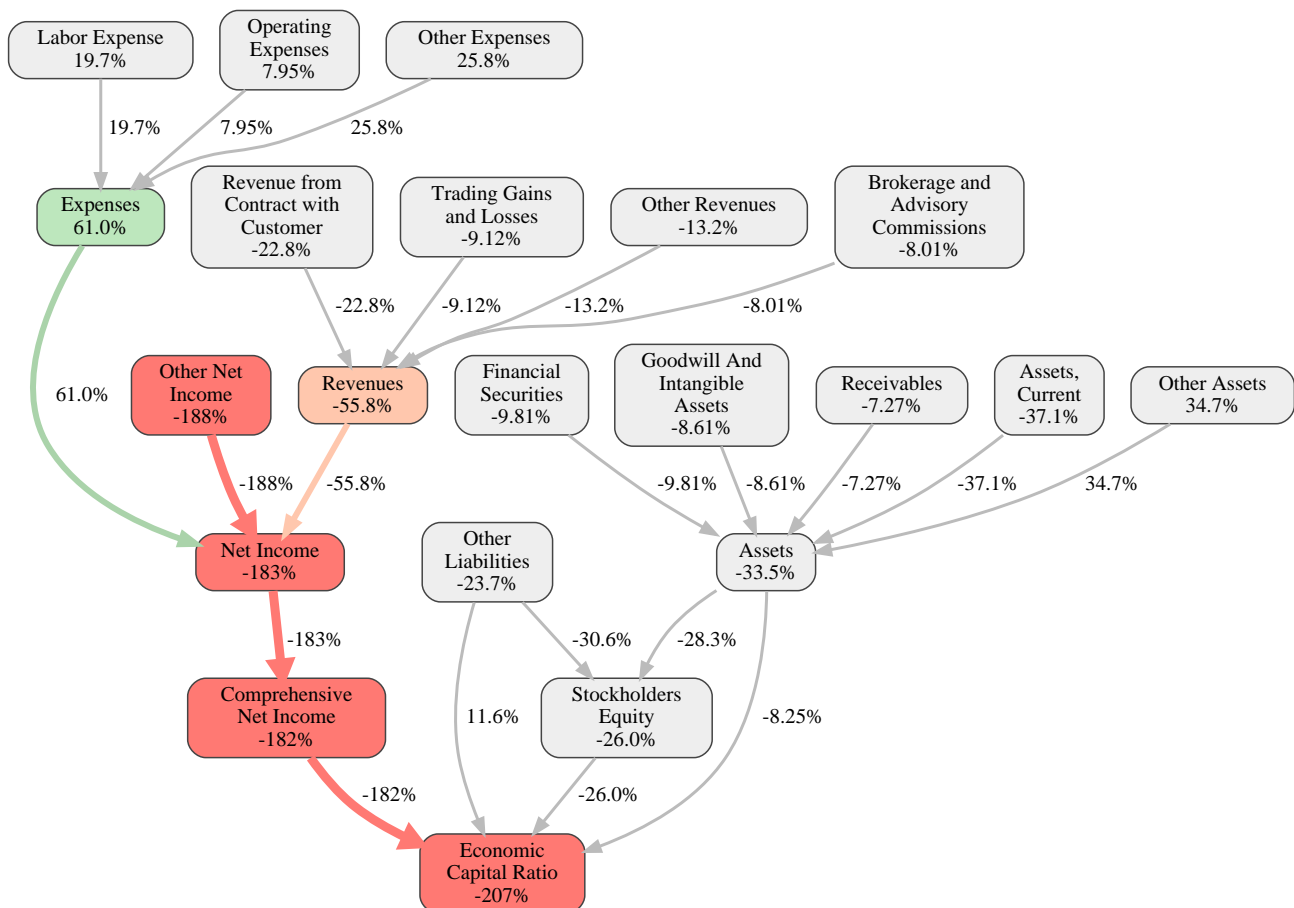 Labor Expense
19.7%
Operating
Expenses
7.95%
Other Expenses
25.8%
19.7%
7.95%
25.8%
Expenses
61.0%
Revenue from
Contract with
Customer
-22.8%
Trading Gains
and Losses
-9.12%
Other Revenues
-13.2%
Brokerage and
Advisory
Commissions
-8.01%
-22.8%
-9.12%
-13.2%
-8.01%
61.0%
Other Net
Income
-188%
Revenues
-55.8%
Financial
Securities
-9.81%
Goodwill And
Intangible
Assets
-8.61%
Receivables
-7.27%
Assets,
Current
-37.1%
Other Assets
34.7%
-188%
-55.8%
-9.81%
-8.61%
-7.27%
-37.1%
34.7%
Net Income
-183%
Other
Liabilities
-23.7%
Assets
-33.5%
-183%
-30.6%
-28.3%
Comprehensive
Net Income
-182%
11.6%
Stockholders
Equity
-26.0%
-8.25%
-182%
-26.0%
Economic
Capital Ratio
-207%